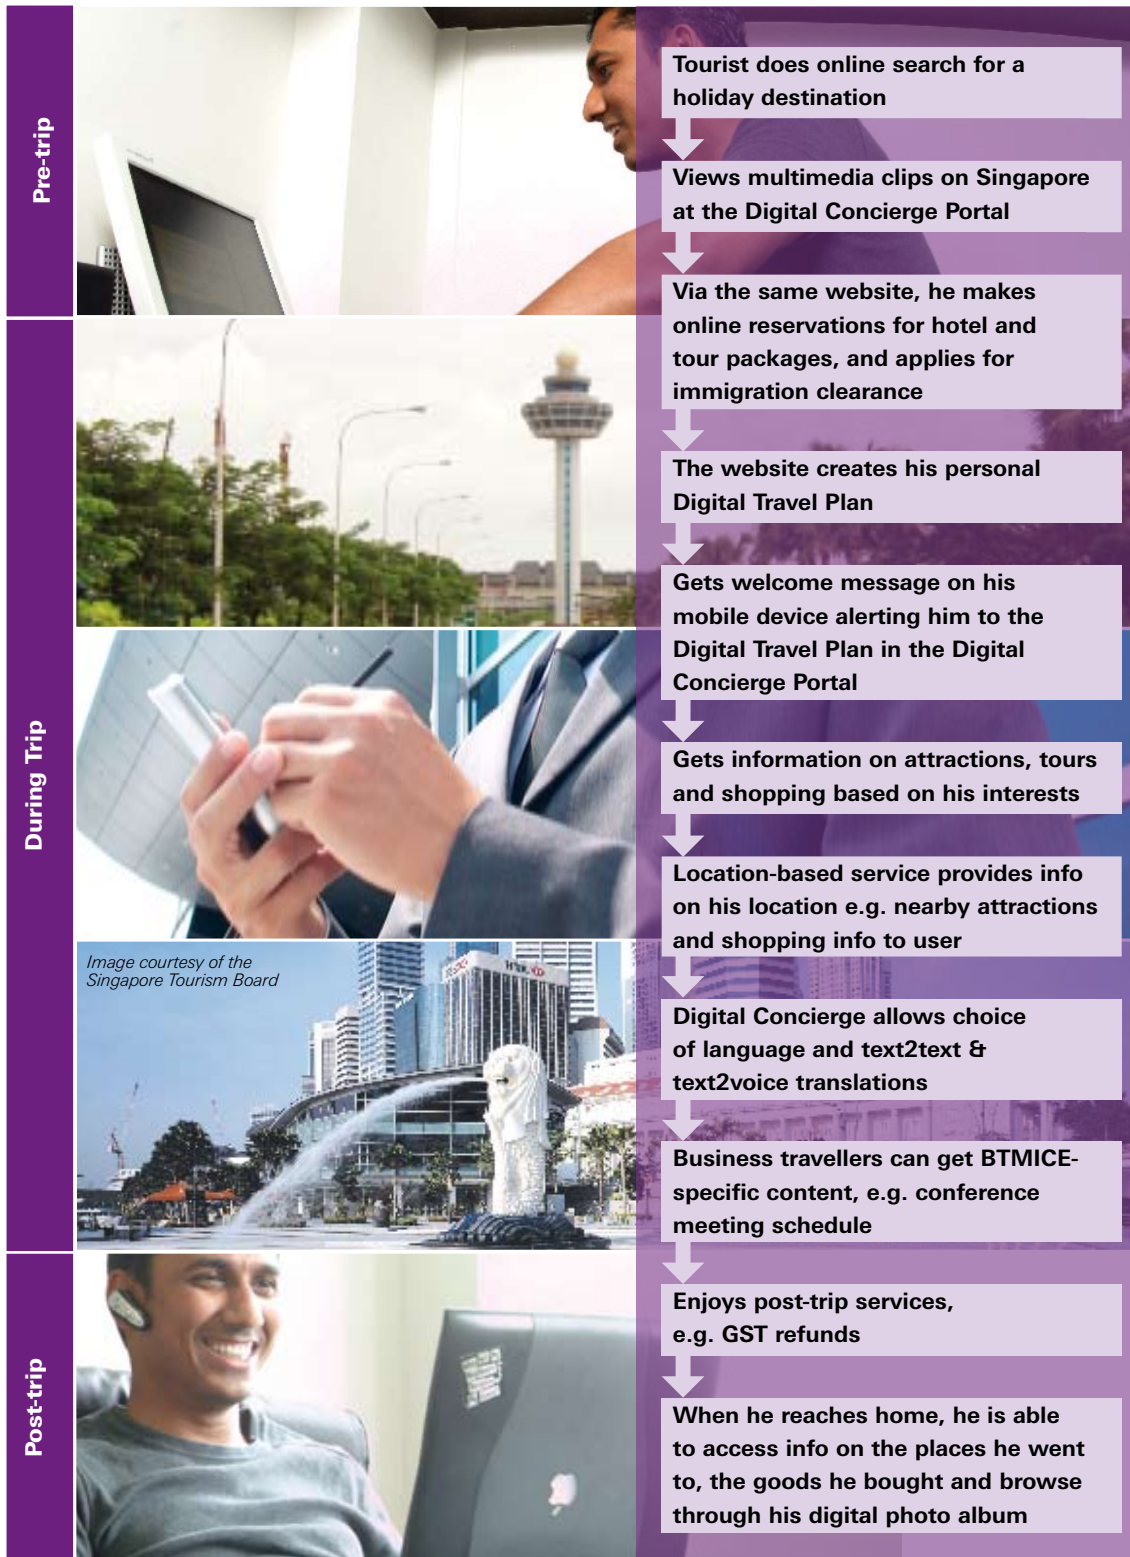 Pre-trip
Tourist does online search for a
holiday destination
Views multimedia clips on Singapore
at the Digital Concierge Portal
Via the same website, he makes
online reservations for hotel and
tour packages, and applies for
immigration clearance
During Trip
The website creates his personal
Digital Travel Plan
Gets welcome message on his
mobile device alerting him to the
Digital Travel Plan in the Digital
Concierge Portal
Gets information on attractions, tours
and shopping based on his interests
Location-based service provides info
on his location e.g. nearby attractions
and shopping info to user
Image courtesy of the
Singapore Tourism Board
HSBC
Digital Concierge allows choice
of language and text2text &
text2voice translations
Business travellers can get BTMICE-
specific content, e.g. conference
meeting schedule
Post-trip
Enjoys post-trip services,
e.g. GST refunds
When he reaches home, he is able
to access info on the places he went
to, the goods he bought and browse
through his digital photo album